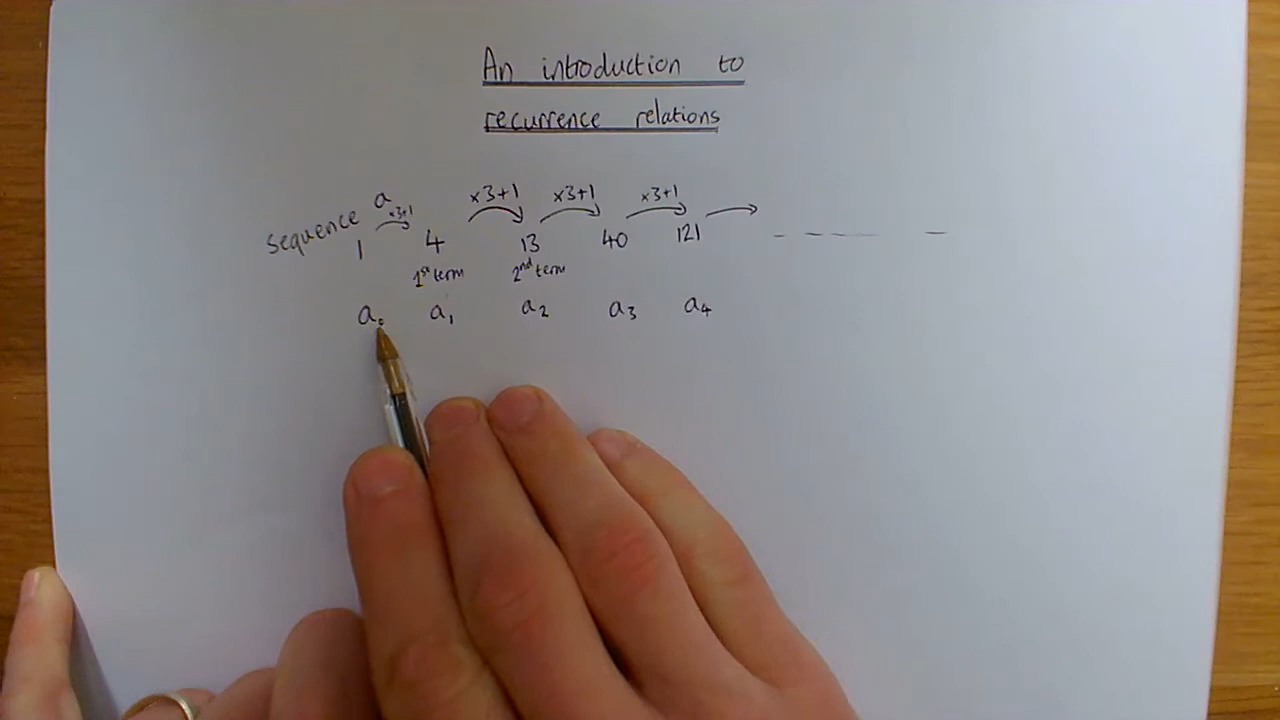 An introduction to
recurrence relations
sequence a
×3+1 ×3+1 ×3+1 ×3+1
1 4 13 40 121
1st term 2nd term
a₀ a₁ a₂ a₃ a₄